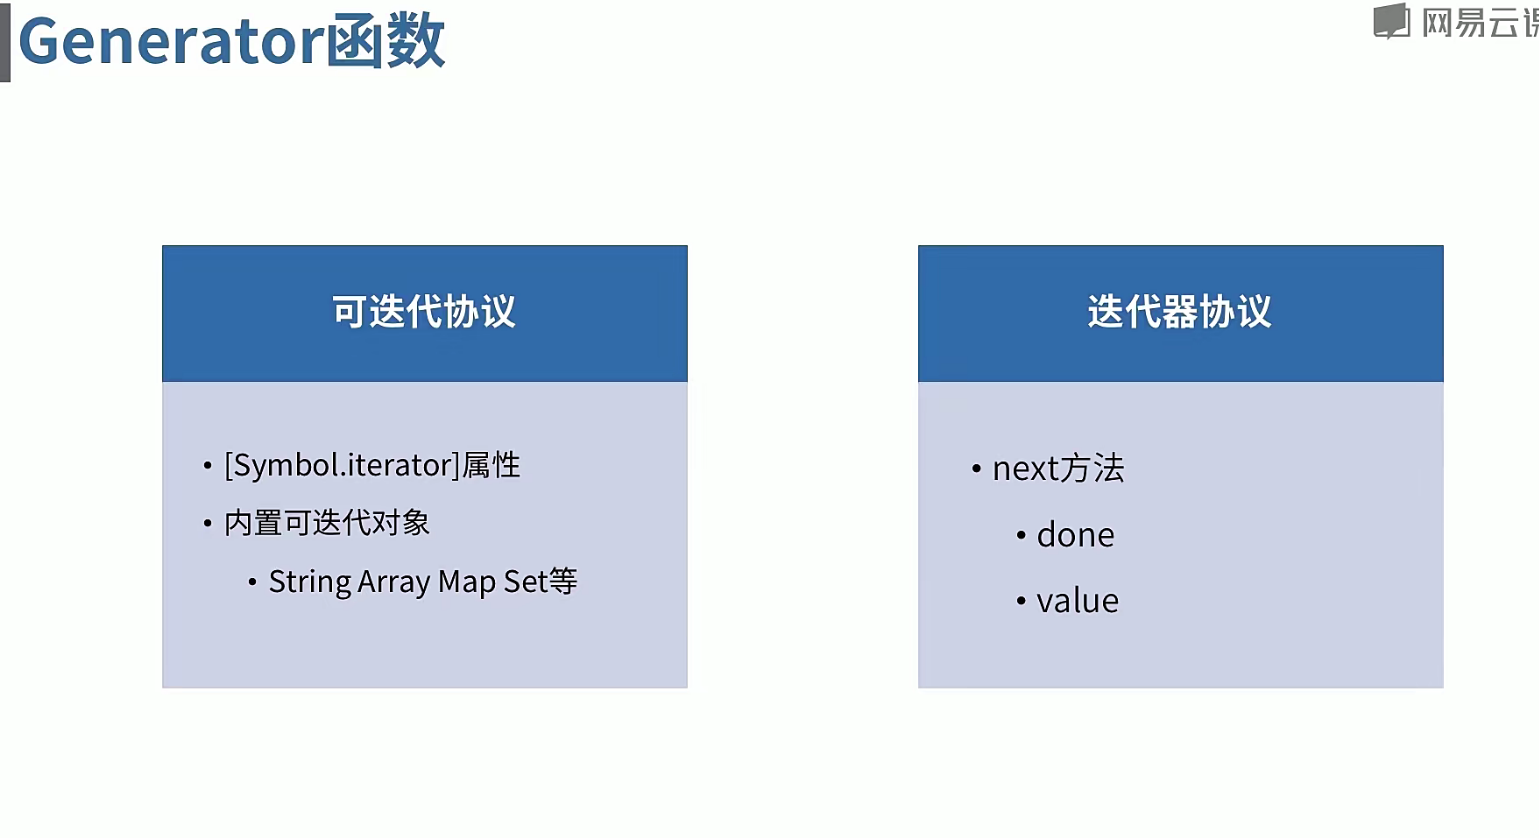 Generator函数
网易云课
可迭代协议
• [Symbol.iterator]属性
• 内置可迭代对象
• String Array Map Set等
迭代器协议
• next方法
• done
• value